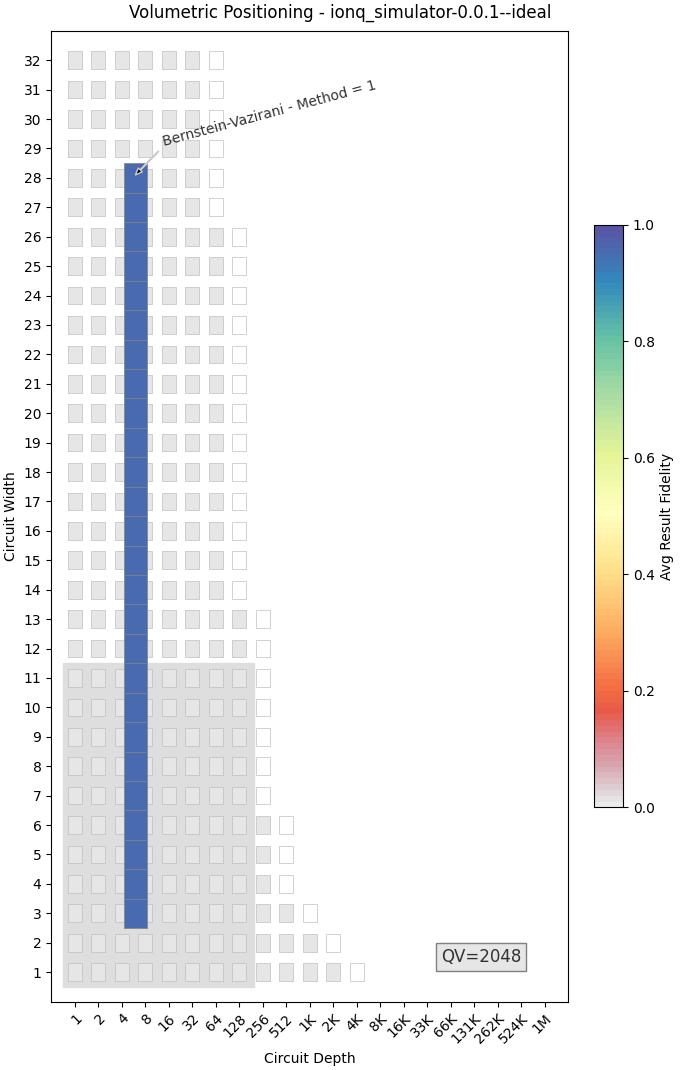 Volumetric Positioning - ionq_simulator-0.0.1--ideal
Circuit Width
32
31
30
29
28
27
26
25
24
23
22
21
20
19
18
17
16
15
14
13
12
11
10
9
8
7
6
5
4
3
2
1
Bernstein-Vazirani - Method = 1
QV=2048
1
2
4
8
16
32
64
128
256
512
1K
2K
4K
8K
16K
33K
66K
131K
262K
524K
1M
Circuit Depth
1.0
0.8
0.6
0.4
0.2
0.0
Avg Result Fidelity